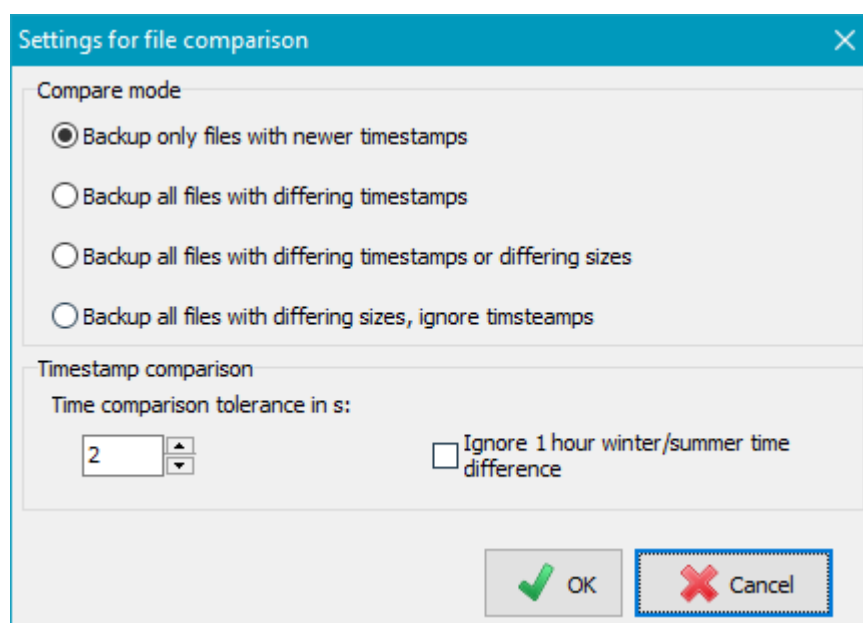 Settings for file comparison
Compare mode
Backup only files with newer timestamps
Backup all files with differing timestamps
Backup all files with differing timestamps or differing sizes
Backup all files with differing sizes, ignore timsteamps
Timestamp comparison
Time comparison tolerance in s:
2
Ignore 1 hour winter/summer time
difference
OK
Cancel